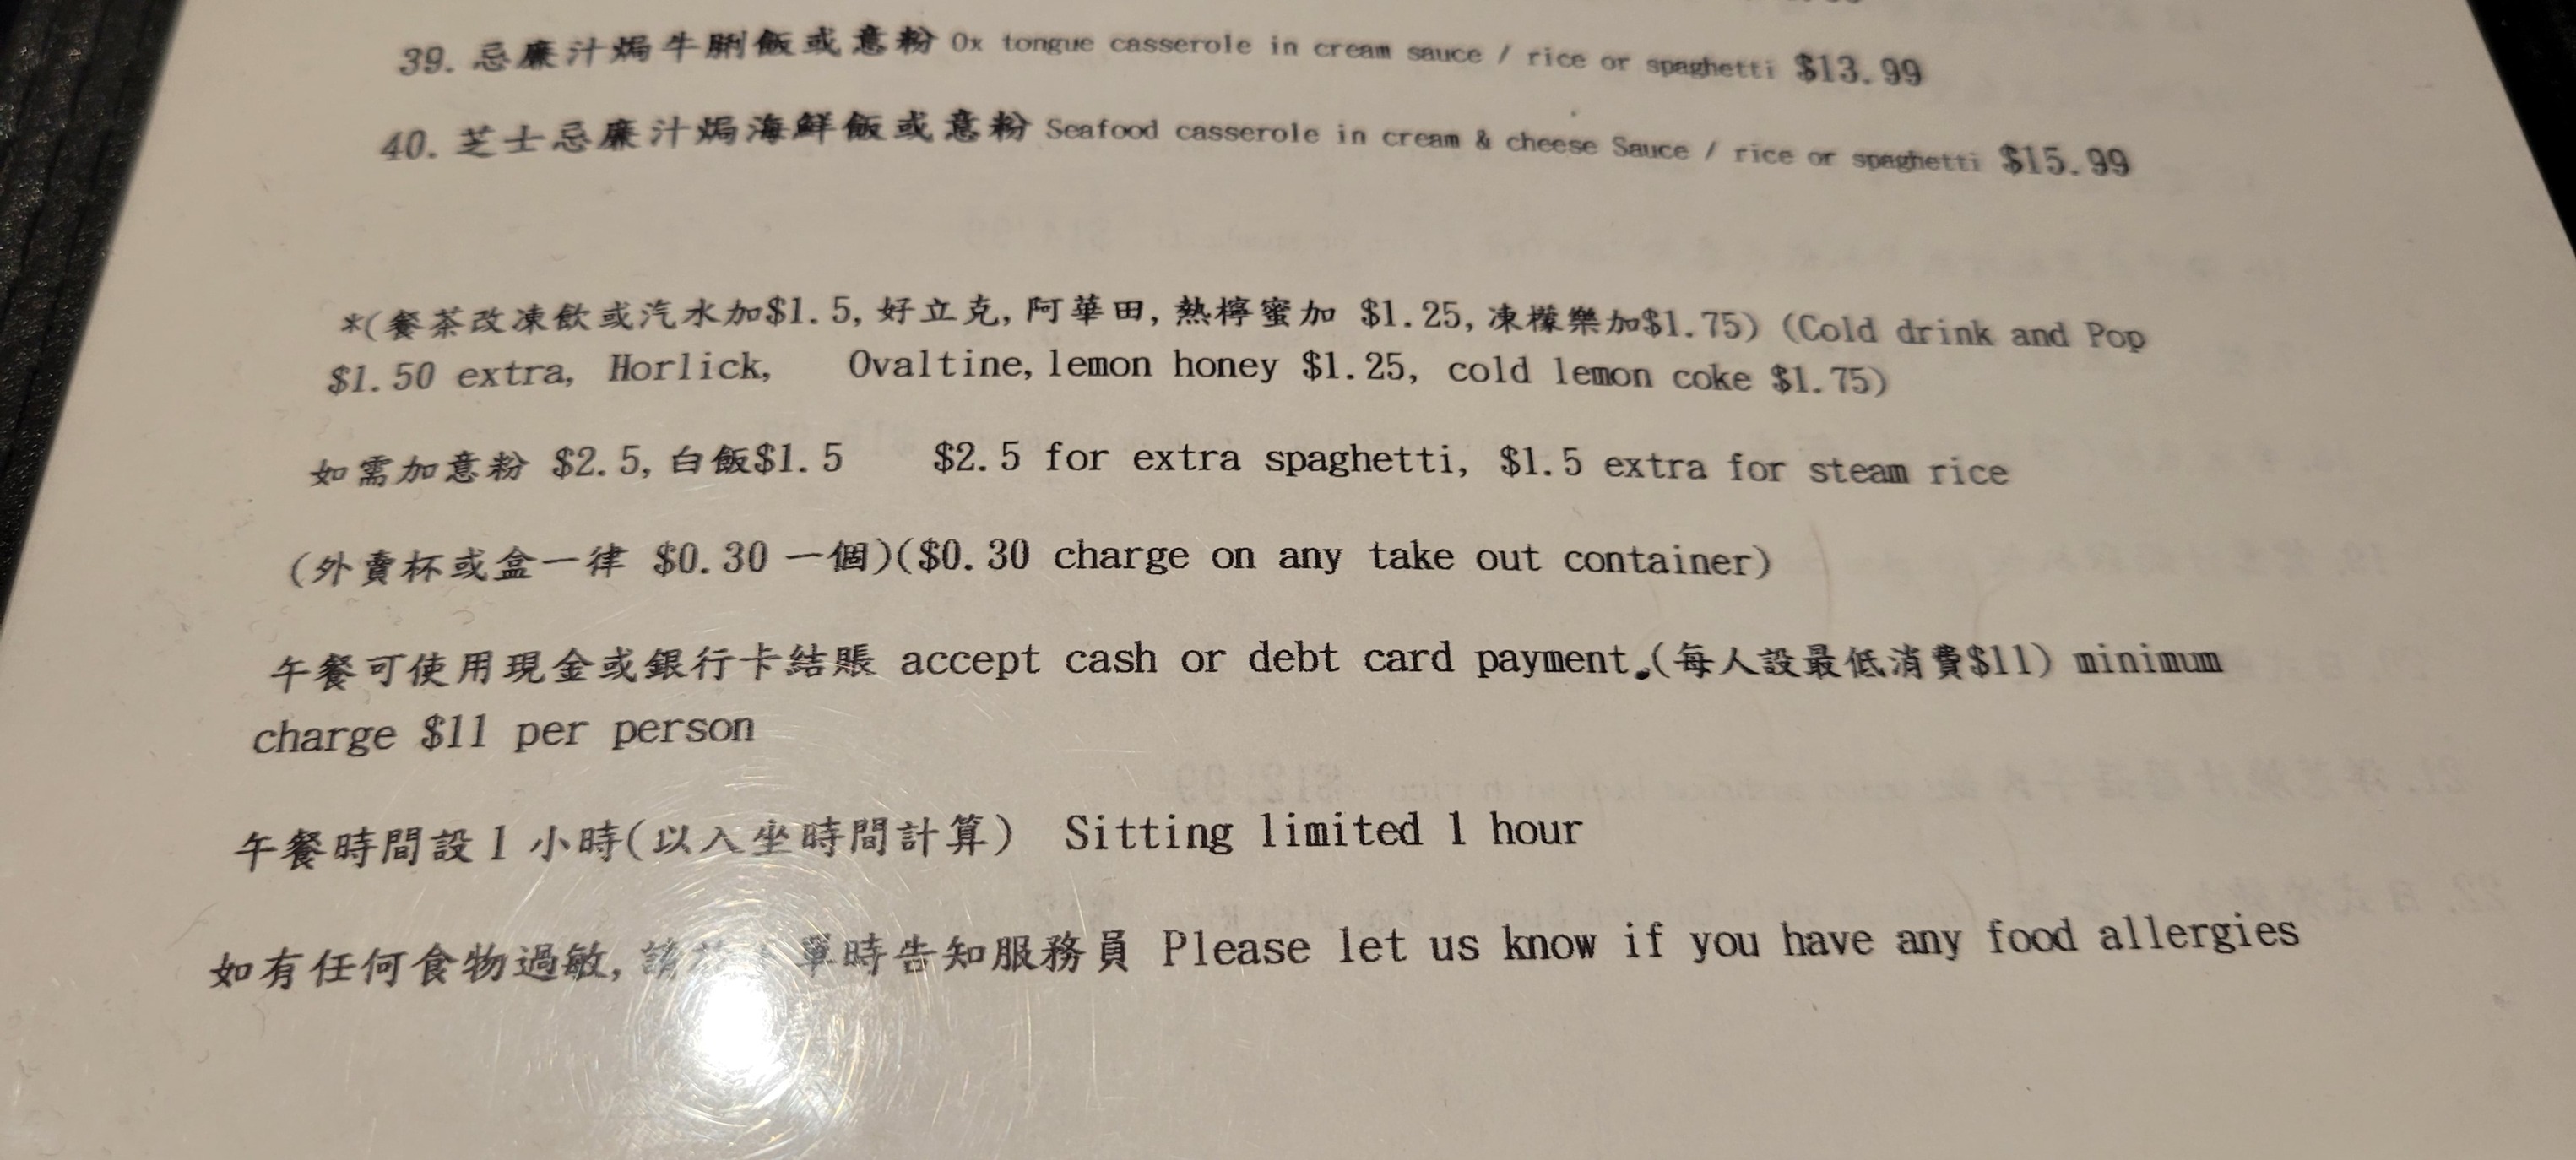 39. 忌廉汁焗牛脷飯或意粉 Ox tongue casserole in cream sauce / rice or spaghetti $13.99
40. 芝士忌廉汁焗海鮮飯或意粉 Seafood casserole in cream & cheese Sauce / rice or spaghetti $15.99
*(餐茶改凍飲或汽水加$1.5, 好立克, 阿華田, 熱檸蜜加 $1.25, 凍檬樂加$1.75) (Cold drink and Pop
$1.50 extra, Horlick, Ovaltine, lemon honey $1.25, cold lemon coke $1.75)
如需加意粉 $2.5, 白飯$1.5 $2.5 for extra spaghetti, $1.5 extra for steam rice
(外賣杯或盒一律 $0.30 一個)($0.30 charge on any take out container)
午餐可使用現金或銀行卡結賬 accept cash or debt card payment.(每人設最低消費$11) minimum
charge $11 per person
午餐時間設1 小時(以入坐時間計算) Sitting limited 1 hour
如有任何食物過敏, 單時告知服務員 Please let us know if you have any food allergies